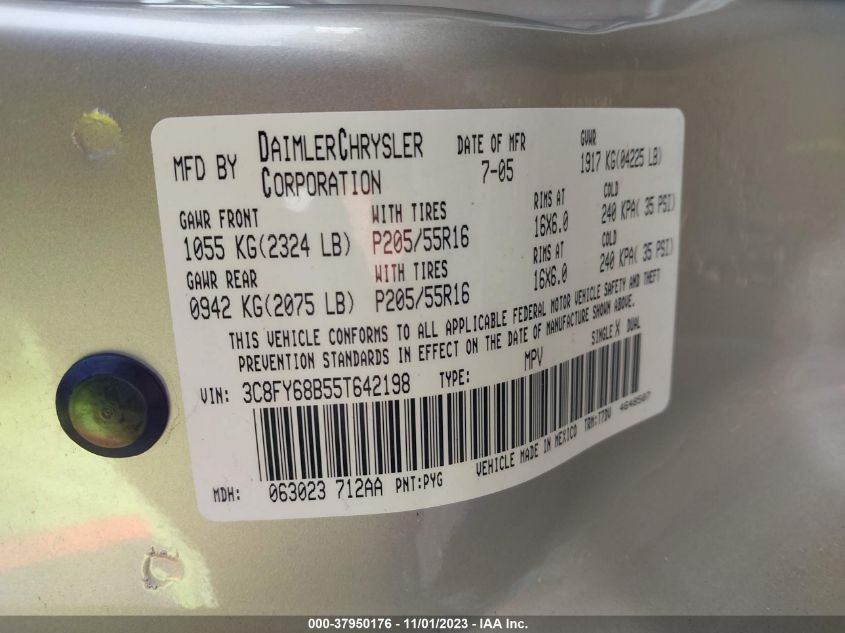 MFD BY DAIMLERCHRYSLER CORPORATION DATE OF MFR 7-05 GVWR 1917 KG(04225 LB)
GAWR FRONT WITH TIRES RIMS AT COLD
1055 KG(2324 LB) P205/55R16 16X6.0 240 KPA( 35 PSI)
GAWR REAR WITH TIRES RIMS AT COLD
0942 KG(2075 LB) P205/55R16 16X6.0 240 KPA( 35 PSI)
THIS VEHICLE CONFORMS TO ALL APPLICABLE FEDERAL MOTOR VEHICLE SAFETY AND THEFT
PREVENTION STANDARDS IN EFFECT ON THE DATE OF MANUFACTURE SHOWN ABOVE.
VIN: 3C8FY68B55T642198 TYPE: MPV SINGLE X DUAL
MDH: 063023 712AA PNT:PYG VEHICLE MADE IN MEXICO TRM:77DV 4648507
000-37950176 - 11/01/2023 - IAA Inc.